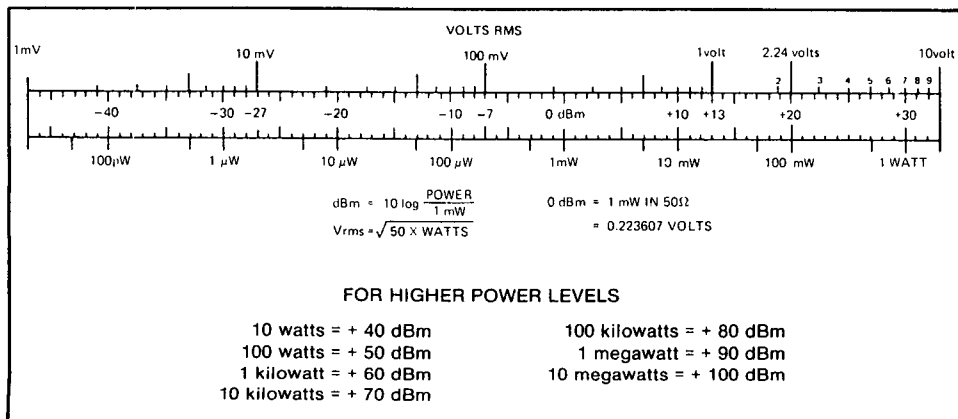 VOLTS RMS
1mV 10 mV 100 mV 1volt 2.24 volts 10volt
2 3 4 5 6 7 8 9
−40 −30 −27 −20 −10 −7 0 dBm +10 +13 +20 +30
100pW 1 μW 10 μW 100 μW 1mW 10 mW 100 mW 1 WATT
dBm = 10 log POWER / 1 mW 0 dBm = 1 mW IN 50Ω
Vrms = √50 X WATTS = 0.223607 VOLTS
FOR HIGHER POWER LEVELS
10 watts = + 40 dBm 100 kilowatts = + 80 dBm
100 watts = + 50 dBm 1 megawatt = + 90 dBm
1 kilowatt = + 60 dBm 10 megawatts = + 100 dBm
10 kilowatts = + 70 dBm